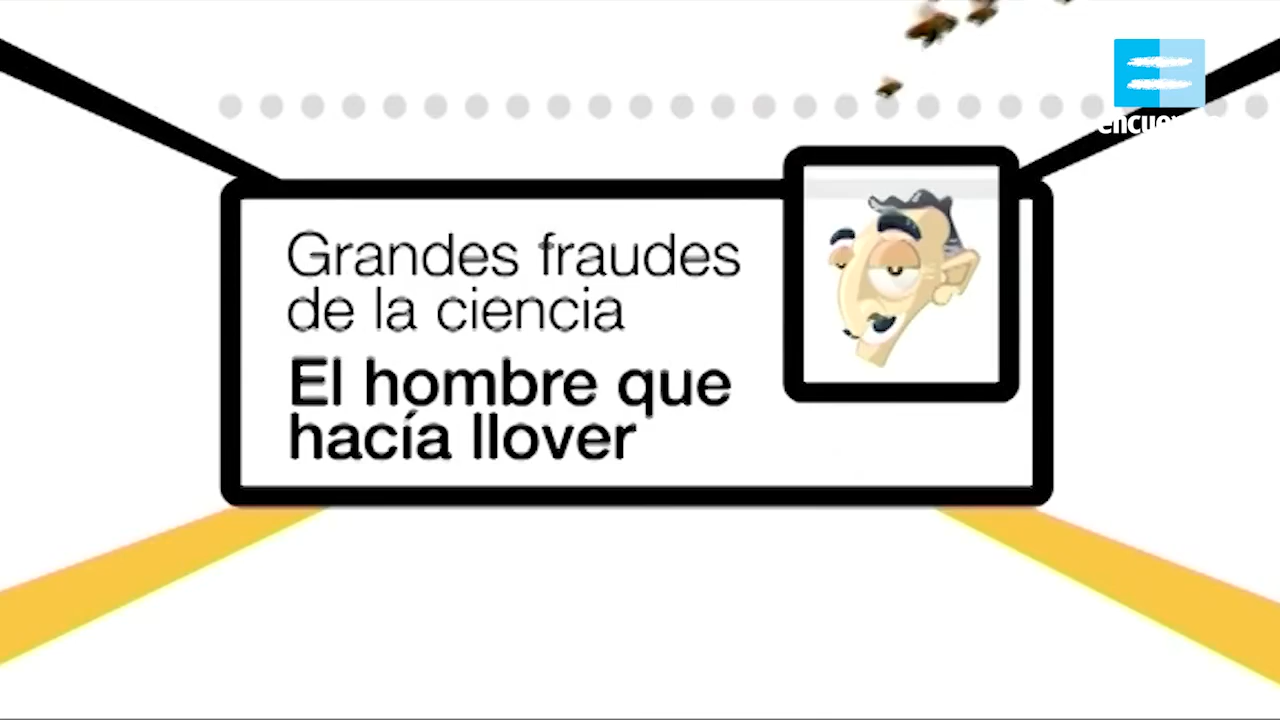 Grandes fraudes
de la ciencia
El hombre que
hacía llover